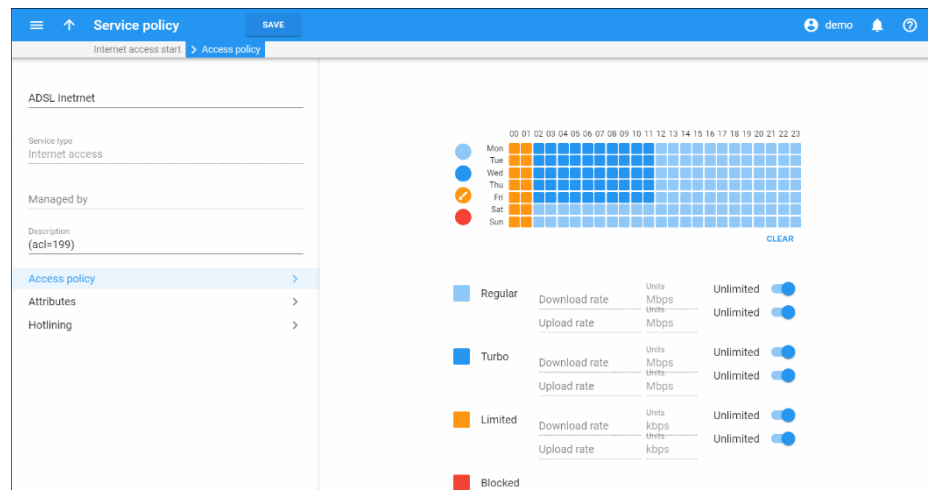 Service policy SAVE demo
Internet access start Access policy
ADSL Inetrnet
Service type
Internet access
Managed by
Description
(acl=199)
Access policy
Attributes
Hotlining
00 01 02 03 04 05 06 07 08 09 10 11 12 13 14 15 16 17 18 19 20 21 22 23
Mon
Tue
Wed
Thu
Fri
Sat
Sun
CLEAR
Regular
Download rate
Units
Mbps
Unlimited
Upload rate
Units
Mbps
Unlimited
Turbo
Download rate
Units
Mbps
Unlimited
Upload rate
Units
Mbps
Unlimited
Limited
Download rate
Units
kbps
Unlimited
Upload rate
Units
kbps
Unlimited
Blocked